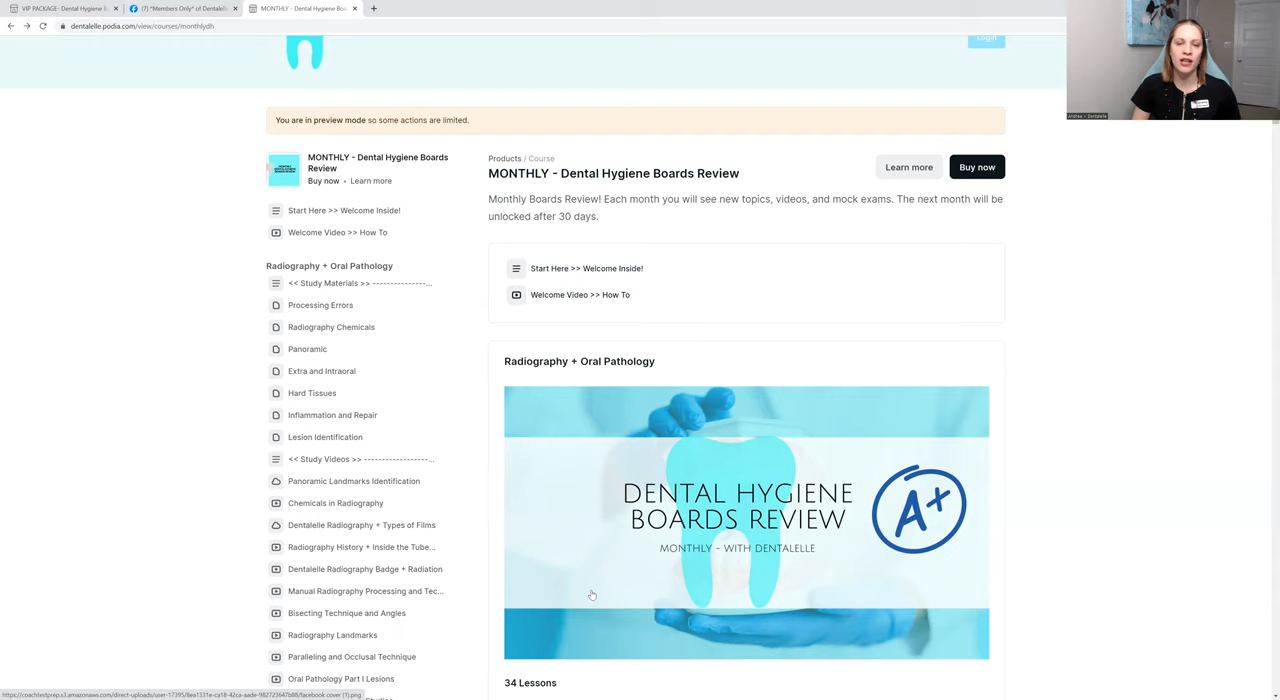 VIP PACKAGE- Dental Hygiene B
(7) *Members Only* of Dentalell
MONTHLY - Dental Hygiene Boa
dentalelle.podia.com/view/courses/monthlydh
Login
Andrea - Dentalelle
You are in preview mode so some actions are limited.
MONTHLY - Dental Hygiene Boards
Review
Buy now • Learn more
Start Here >> Welcome Inside!
Welcome Video >> How To
Radiography + Oral Pathology
<< Study Materials >> ---------------...
Processing Errors
Radiography Chemicals
Panoramic
Extra and Intraoral
Hard Tissues
Inflammation and Repair
Lesion Identification
<< Study Videos >> ------------------...
Panoramic Landmarks Identification
Chemicals in Radiography
Dentalelle Radiography + Types of Films
Radiography History + Inside the Tube...
Dentalelle Radiography Badge + Radiation
Manual Radiography Processing and Tec...
Bisecting Technique and Angles
Radiography Landmarks
Paralleling and Occlusal Technique
Oral Pathology Part I Lesions
Products / Course
MONTHLY - Dental Hygiene Boards Review
Learn more
Buy now
Monthly Boards Review! Each month you will see new topics, videos, and mock exams. The next month will be
unlocked after 30 days.
Start Here >> Welcome Inside!
Welcome Video >> How To
Radiography + Oral Pathology
DENTAL HYGIENE
BOARDS REVIEW
MONTHLY - WITH DENTALELLE
A+
34 Lessons